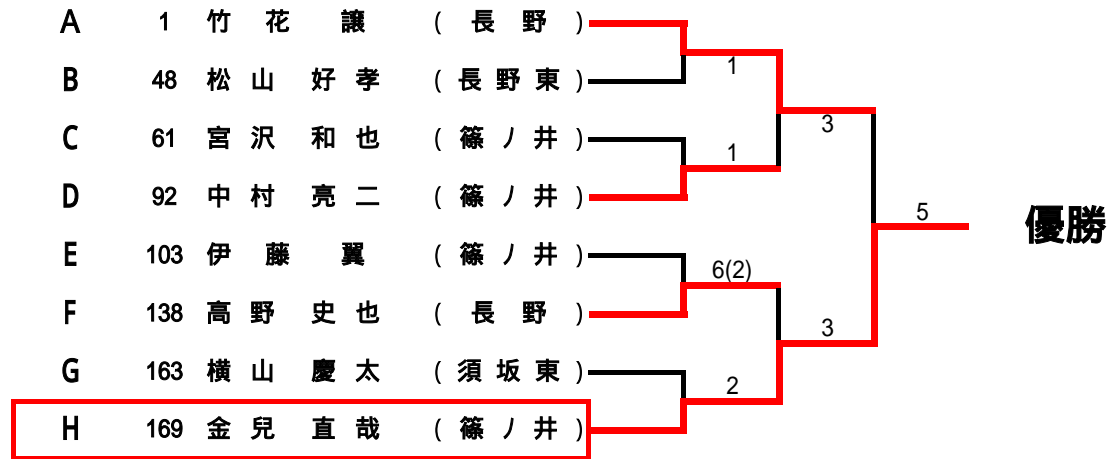 A 1 竹花 譲 (長野)
1
B 48 松山 好孝 (長野東)
3
C 61 宮沢 和也 (篠ノ井)
1
D 92 中村 亮二 (篠ノ井)
5 優勝
E 103 伊藤 翼 (篠ノ井)
6(2)
F 138 高野 史也 (長野)
3
G 163 横山 慶太 (須坂東)
2
H 169 金兒 直哉 (篠ノ井)